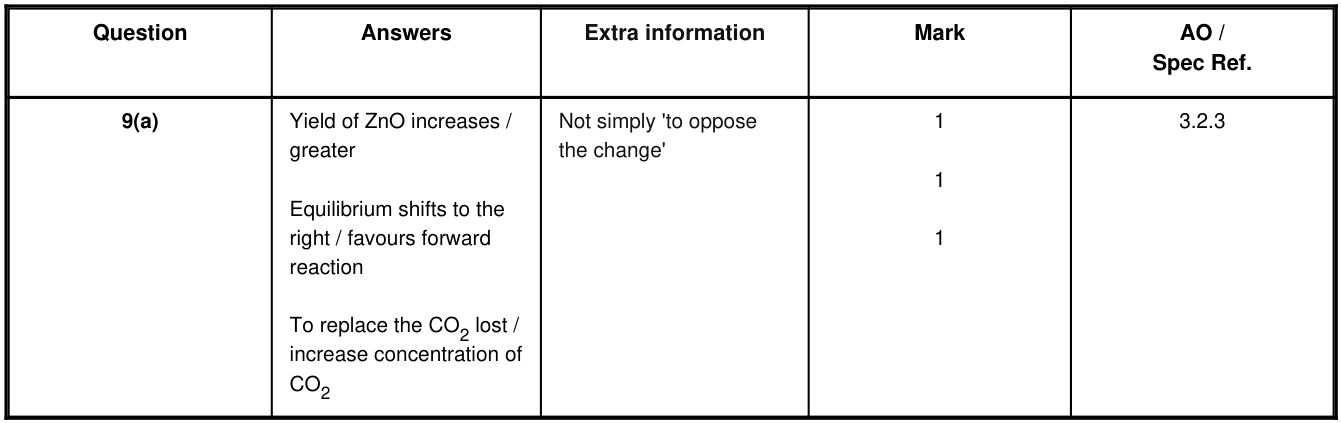 Question Answers Extra information Mark AO /
Spec Ref.
9(a) Yield of ZnO increases / Not simply 'to oppose 1 3.2.3
greater the change'
1
Equilibrium shifts to the
right / favours forward 1
reaction
To replace the CO2 lost /
increase concentration of
CO2